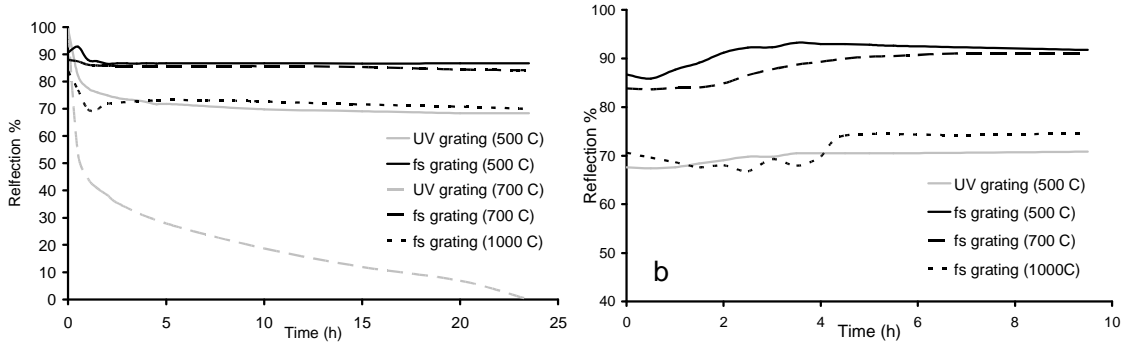 100
90
80
70
60
50
40
30
20
10
0
Relfection %
0 5 10 15 20 25
Time (h)
UV grating (500 C)
fs grating (500 C)
UV grating (700 C)
fs grating (700 C)
fs grating (1000 C)
100
90
80
70
60
50
40
Reflection %
0 2 4 6 8 10
Time (h)
UV grating (500 C)
fs grating (500 C)
fs grating (700 C)
fs grating (1000C)
b